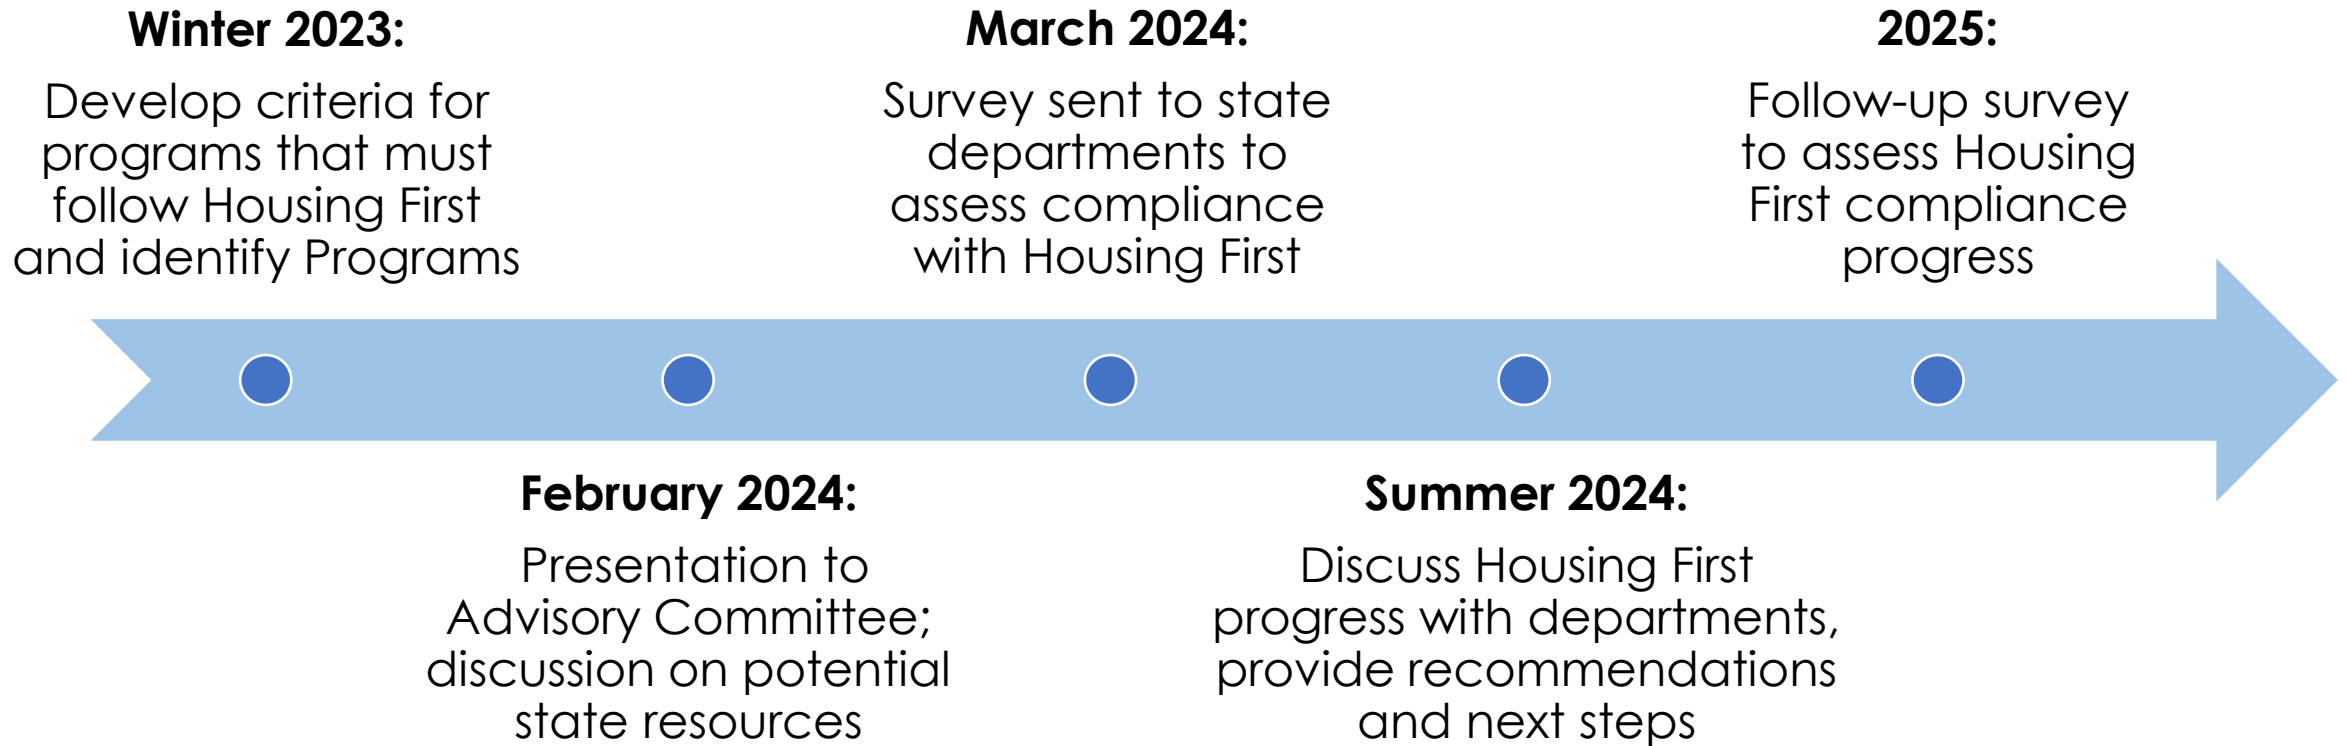 Winter 2023:
Develop criteria for
programs that must
follow Housing First
and identify Programs
February 2024:
Presentation to
Advisory Committee;
discussion on potential
state resources
March 2024:
Survey sent to state
departments to
assess compliance
with Housing First
Summer 2024:
Discuss Housing First
progress with departments,
provide recommendations
and next steps
2025:
Follow-up survey
to assess Housing
First compliance
progress